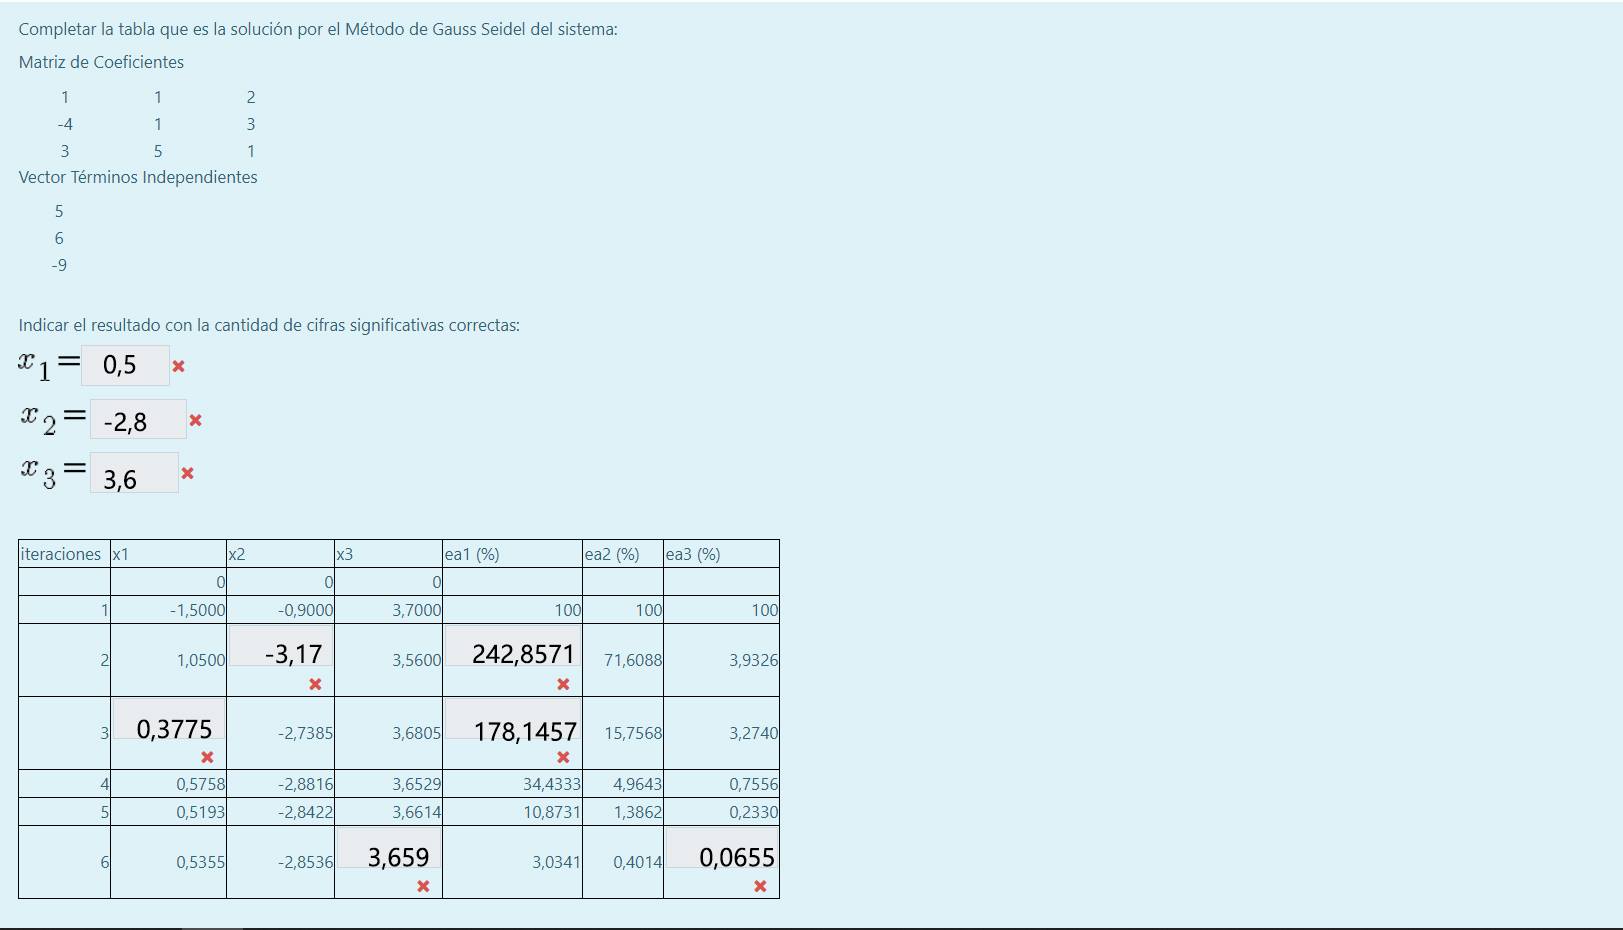 Completar la tabla que es la solución por el Método de Gauss Seidel del sistema:
Matriz de Coeficientes
1 1 2
-4 1 3
3 5 1
Vector Términos Independientes
5
6
-9
Indicar el resultado con la cantidad de cifras significativas correctas:
x1= 0,5
x2= -2,8
x3= 3,6
iteraciones x1 x2 x3 ea1 (%) ea2 (%) ea3 (%)
0 0 0
1 -1,5000 -0,9000 3,7000 100 100 100
2 1,0500 -3,17 3,5600 242,8571 71,6088 3,9326
3 0,3775 -2,7385 3,6805 178,1457 15,7568 3,2740
4 0,5758 -2,8816 3,6529 34,4333 4,9643 0,7556
5 0,5193 -2,8422 3,6614 10,8731 1,3862 0,2330
6 0,5355 -2,8536 3,659 3,0341 0,4014 0,0655